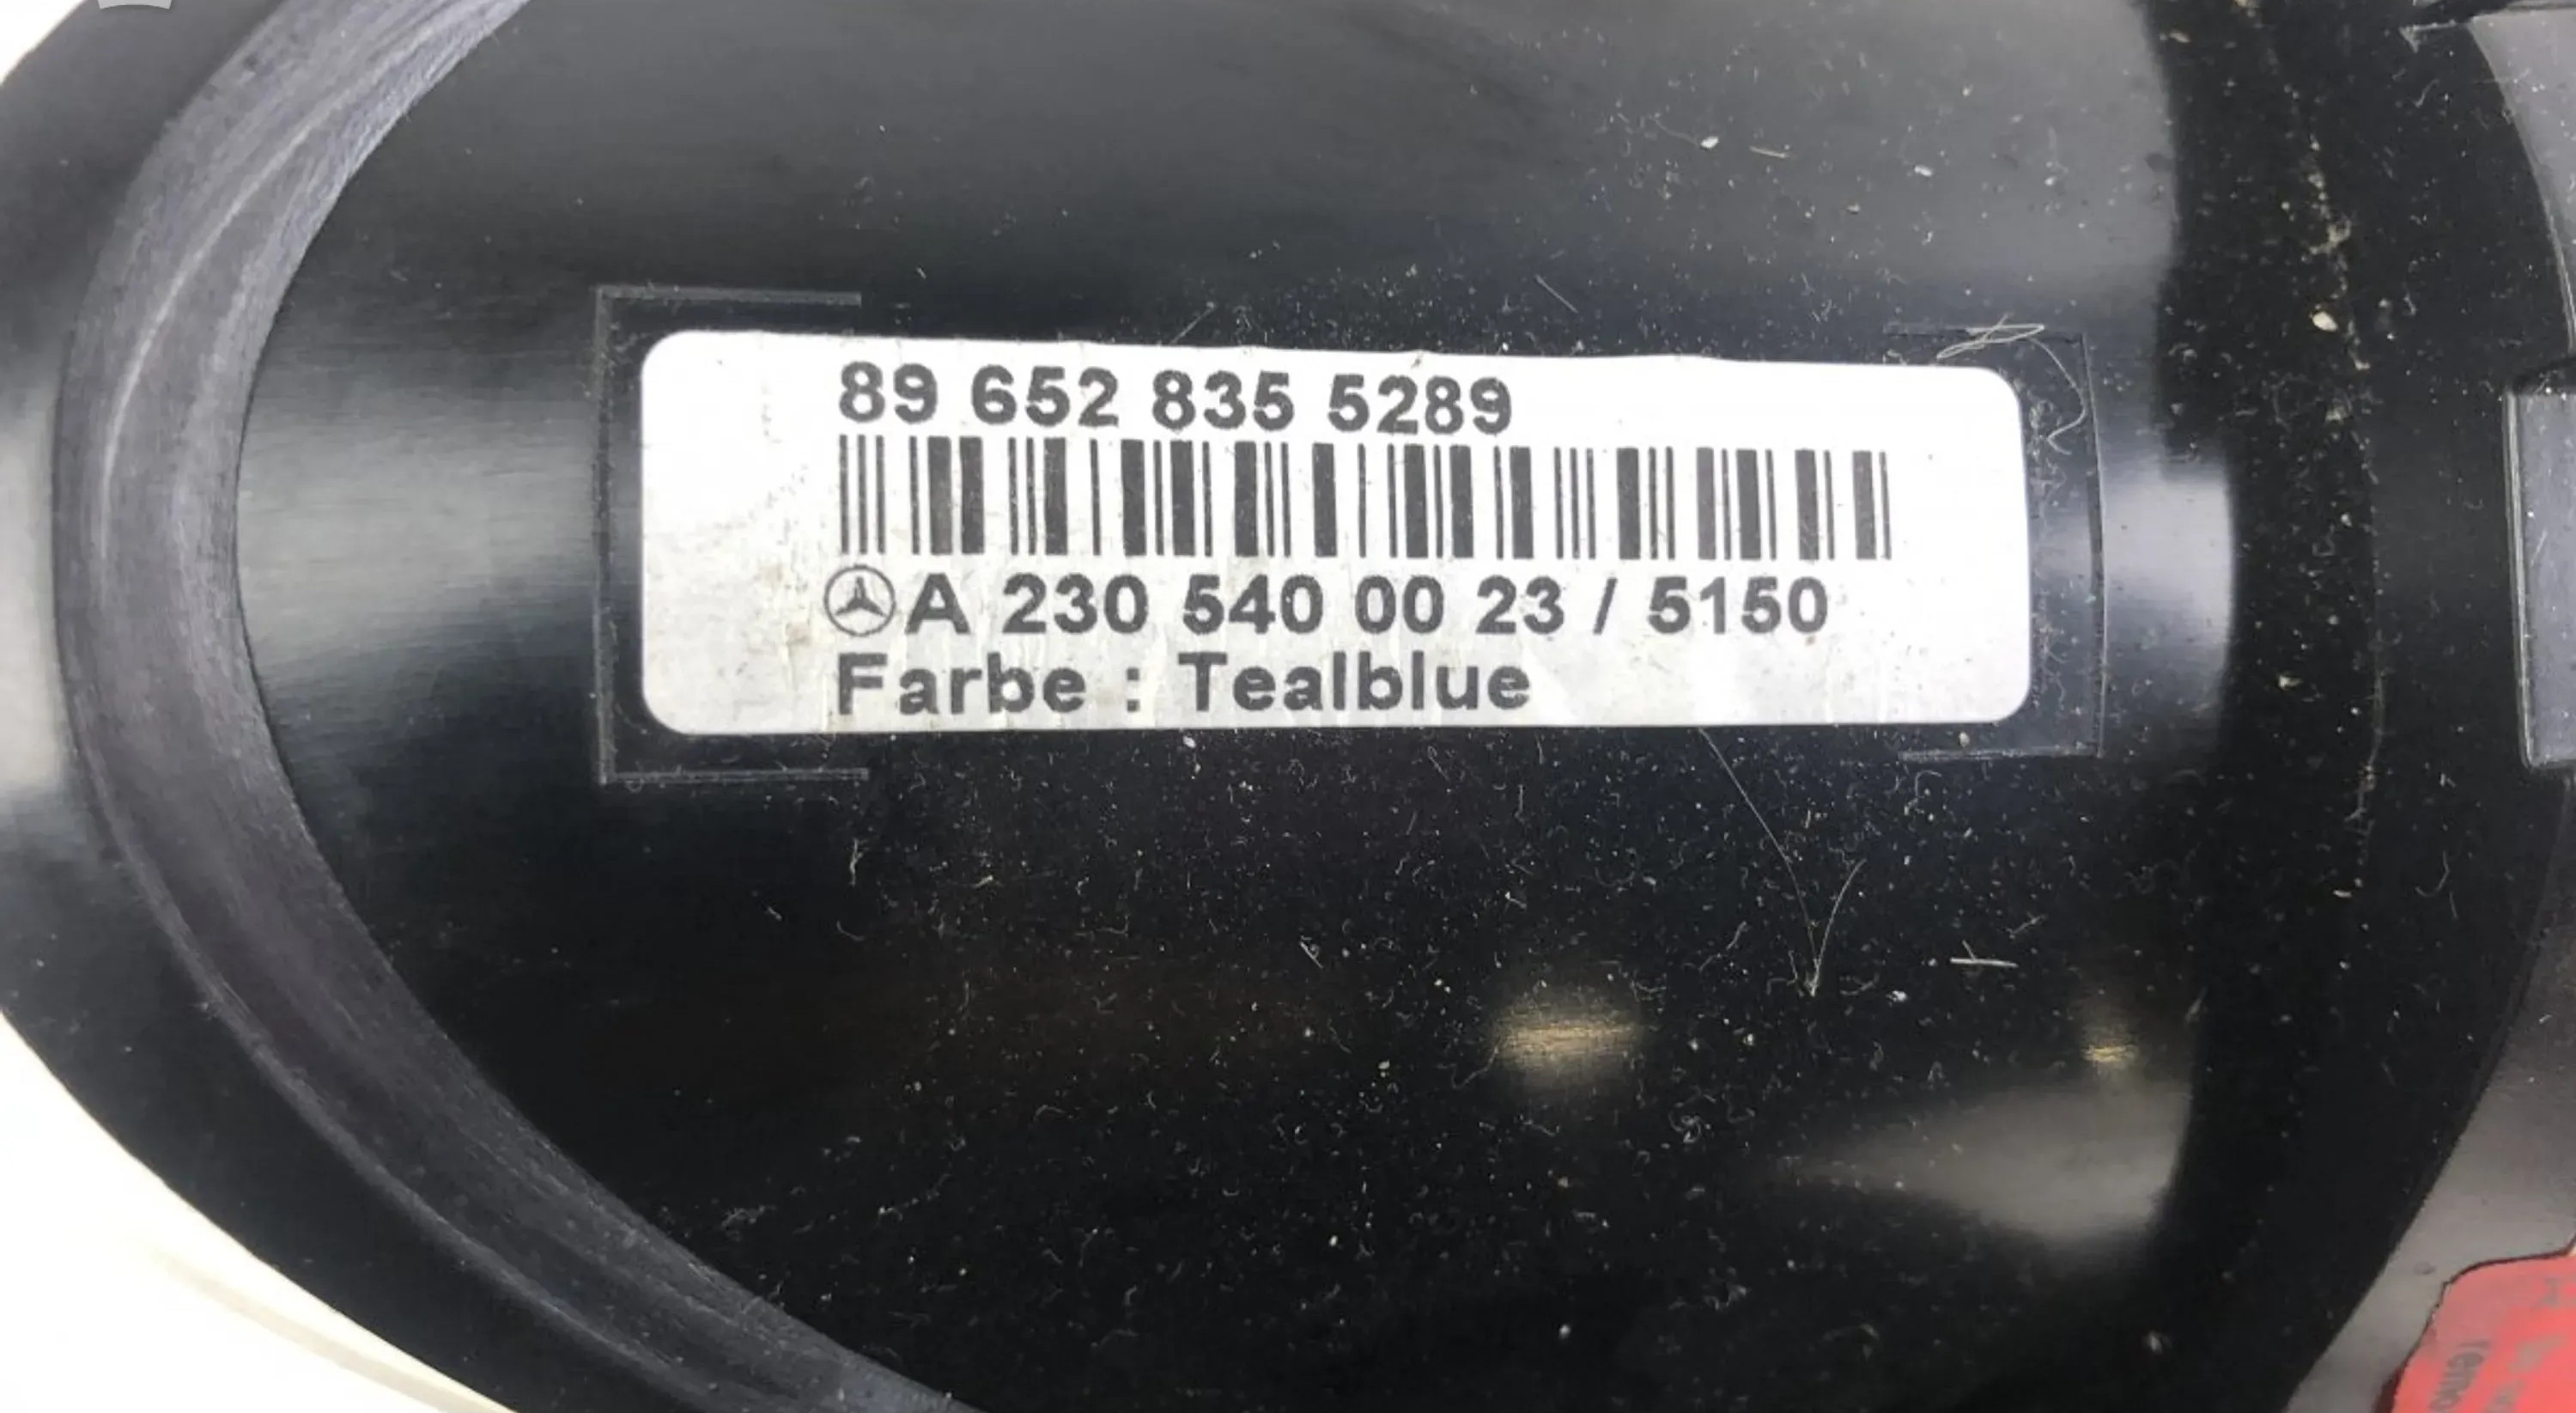 89 652 835 5289
A 230 540 00 23 / 5150
Farbe : Tealblue